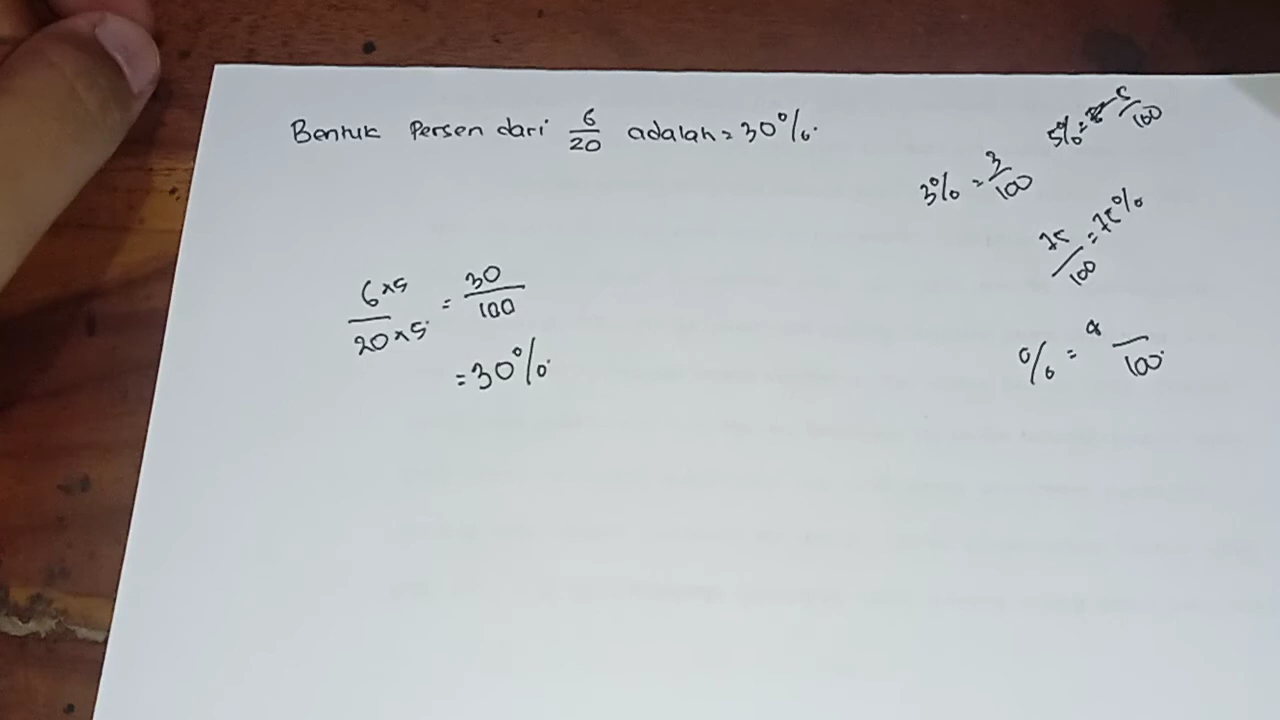 Bentuk Persen dari 6/20 adalah = 30%.
5% = 5/100
3% = 3/100
75/100 = 75%
6×5/20×5 = 30/100
= 30%.
% = /100